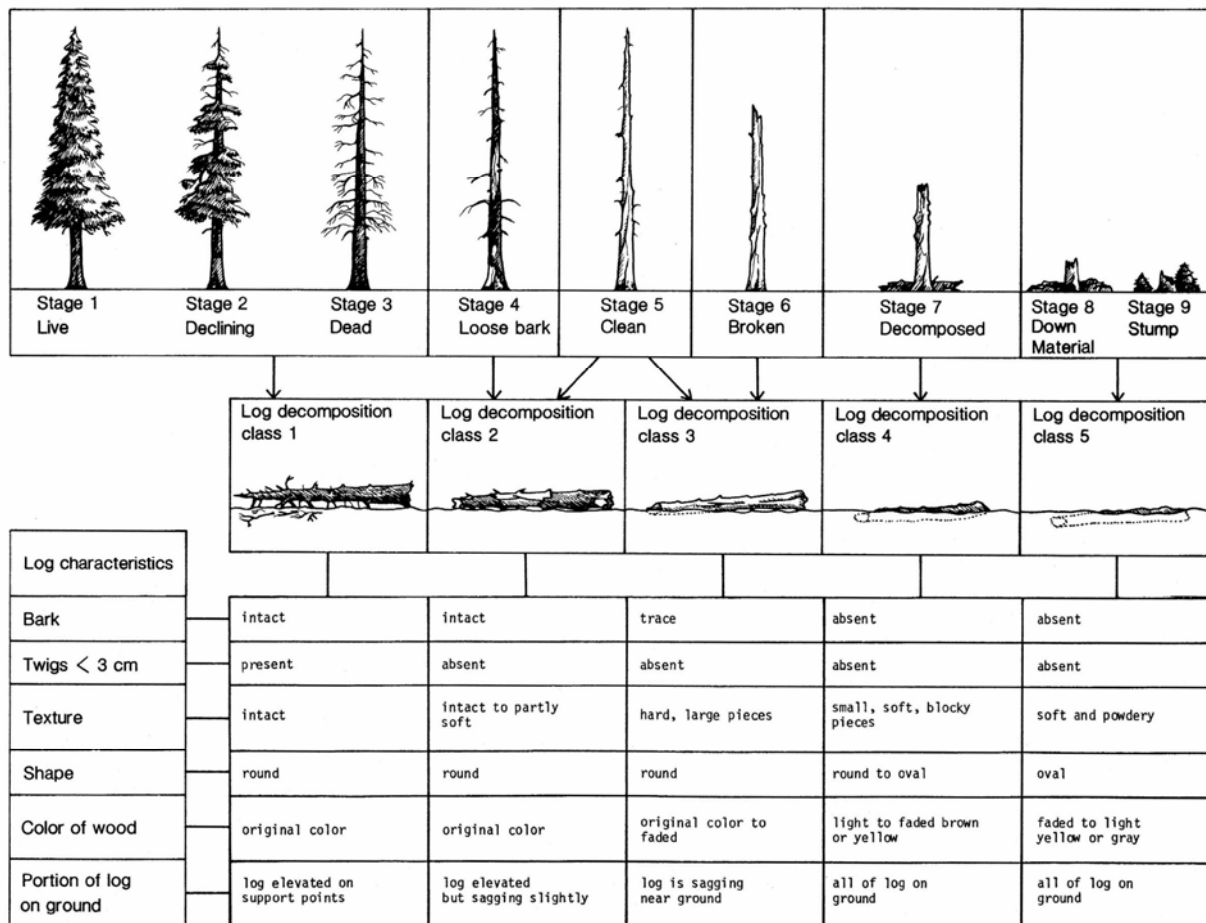 Stage 1
Live
Stage 2
Declining
Stage 3
Dead
Stage 4
Loose bark
Stage 5
Clean
Stage 6
Broken
Stage 7
Decomposed
Stage 8
Down
Material
Stage 9
Stump
Log decomposition
class 1
Log decomposition
class 2
Log decomposition
class 3
Log decomposition
class 4
Log decomposition
class 5
Log characteristics
Bark
intact
intact
trace
absent
absent
Twigs < 3 cm
present
absent
absent
absent
absent
Texture
intact
intact to partly
soft
hard, large pieces
small, soft, blocky
pieces
soft and powdery
Shape
round
round
round
round to oval
oval
Color of wood
original color
original color
original color to
faded
light to faded brown
or yellow
faded to light
yellow or gray
Portion of log
on ground
log elevated on
support points
log elevated
but sagging slightly
log is sagging
near ground
all of log on
ground
all of log on
ground